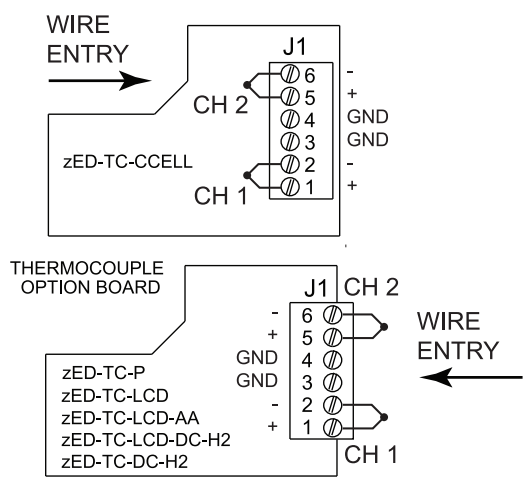 WIRE
ENTRY
J1
6 -
CH 2
5 +
4 GND
3 GND
zED-TC-CCELL
2 -
CH 1
1 +
THERMOCOUPLE
OPTION BOARD
J1 CH 2
- 6
+ 5
GND 4
GND 3
- 2
+ 1
WIRE
ENTRY
zED-TC-P
zED-TC-LCD
zED-TC-LCD-AA
zED-TC-LCD-DC-H2
zED-TC-DC-H2
CH 1